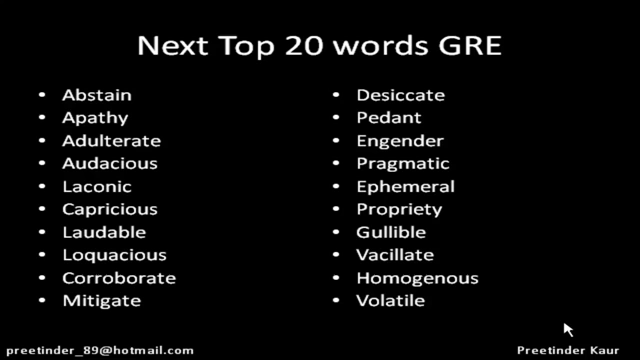 Next Top 20 words GRE
• Abstain
• Apathy
• Adulterate
• Audacious
• Laconic
• Capricious
• Laudable
• Loquacious
• Corroborate
• Mitigate
• Desiccate
• Pedant
• Engender
• Pragmatic
• Ephemeral
• Propriety
• Gullible
• Vacillate
• Homogenous
• Volatile
preetinder_89@hotmail.com
Preetinder Kaur